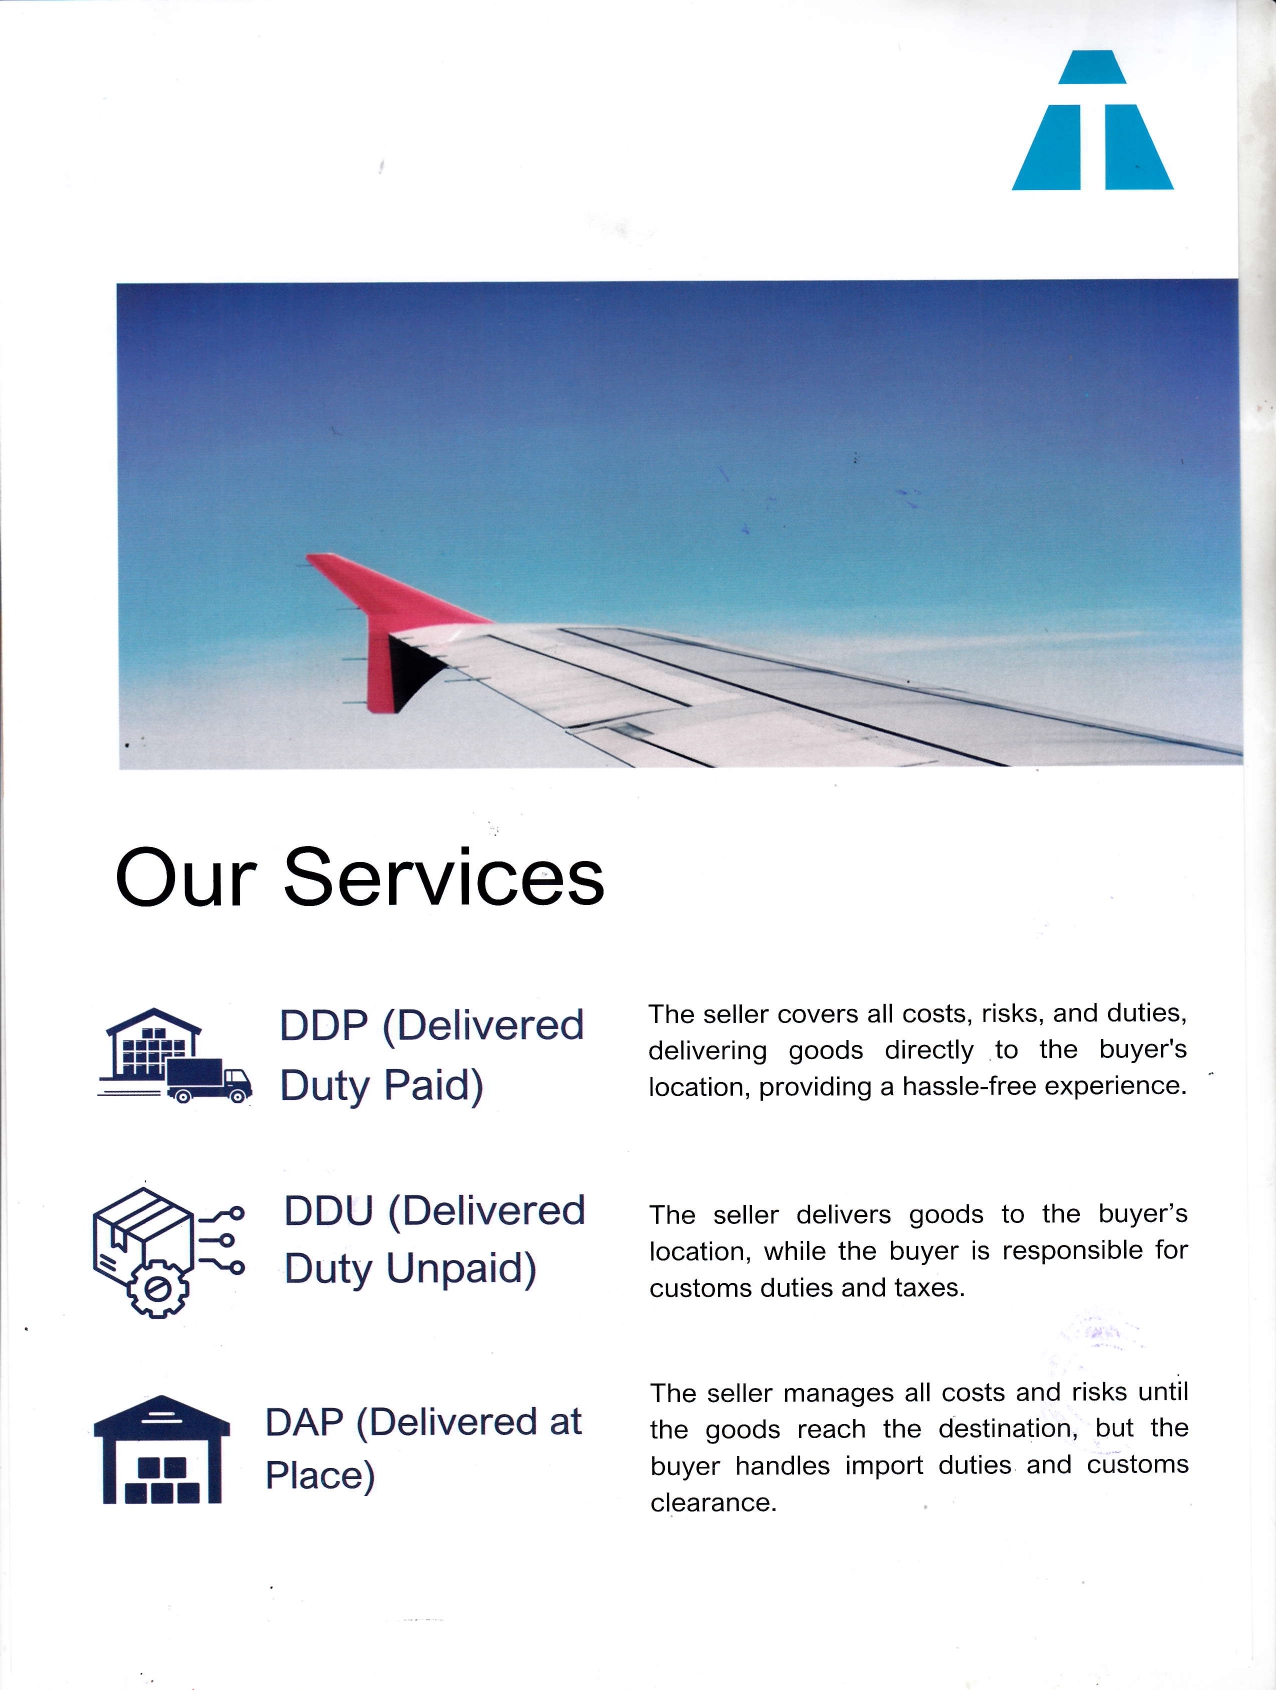 Our Services
DDP (Delivered
Duty Paid)
The seller covers all costs, risks, and duties,
delivering goods directly to the buyer's
location, providing a hassle-free experience.
DDU (Delivered
Duty Unpaid)
The seller delivers goods to the buyer’s
location, while the buyer is responsible for
customs duties and taxes.
DAP (Delivered at
Place)
The seller manages all costs and risks until
the goods reach the destination, but the
buyer handles import duties and customs
clearance.